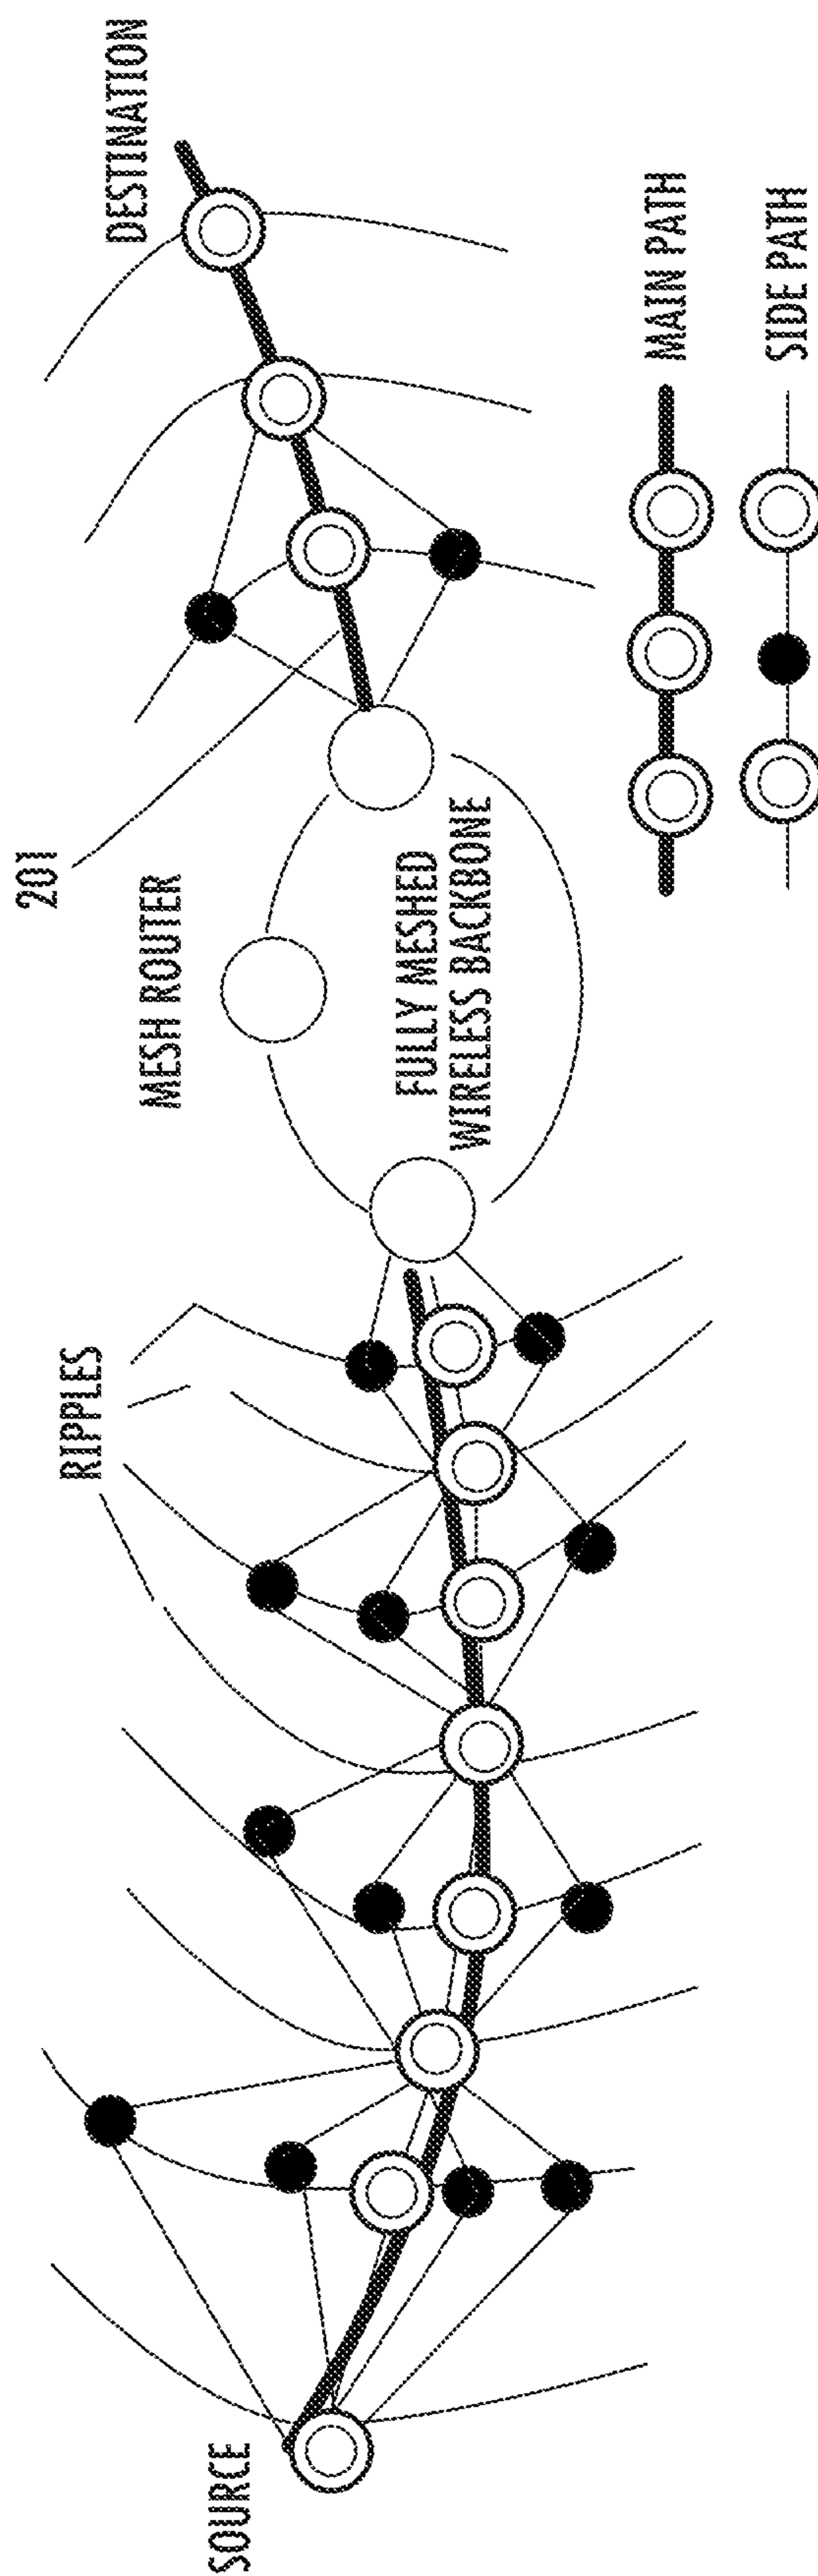 SOURCE
RIPPLES
MESH ROUTER
201
DESTINATION
FULLY MESHED
WIRELESS BACKBONE
MAIN PATH
SIDE PATH